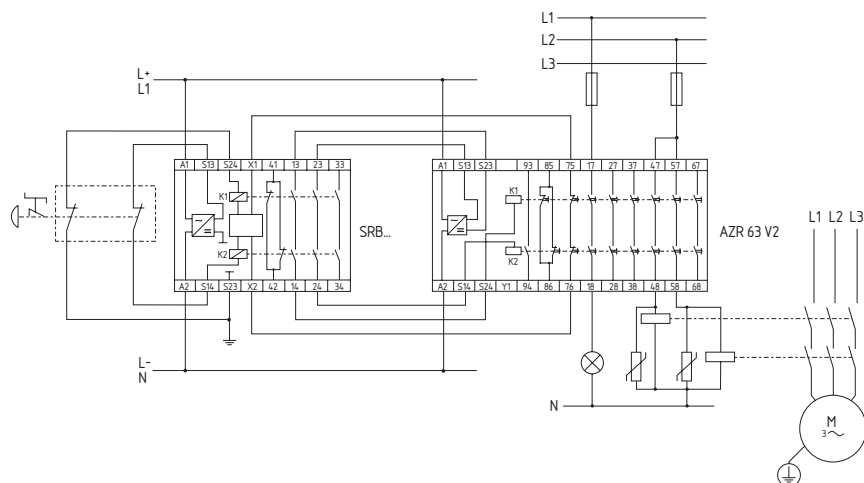 L1
L2
L3
L+
L1
A1 S13 S24 X1 41 13 23 33
A1 S13 S23 93 85 75 17 27 37 47 57 67
K1
K1
SRB...
AZR 63 V2
L1 L2 L3
K2
K2
A2 S14 S23 X2 42 14 24 34
A2 S14 S24 Y1 94 86 76 18 28 38 48 58 68
L-
N
N
M
3~